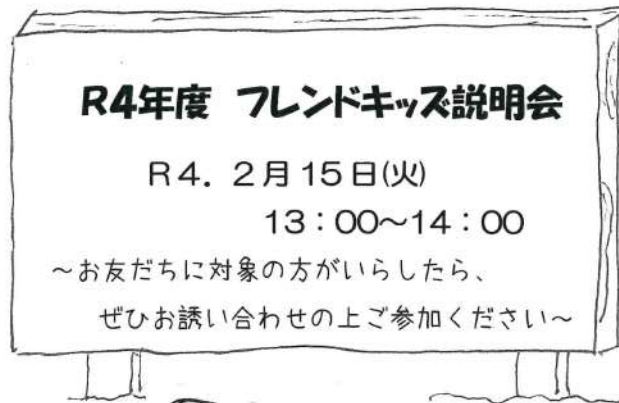 R4年度 フレンドキッズ説明会
R4. 2月15日(火)
13:00~14:00
~お友だちに対象の方がいらしたら、
ぜひお誘い合わせの上ご参加ください~